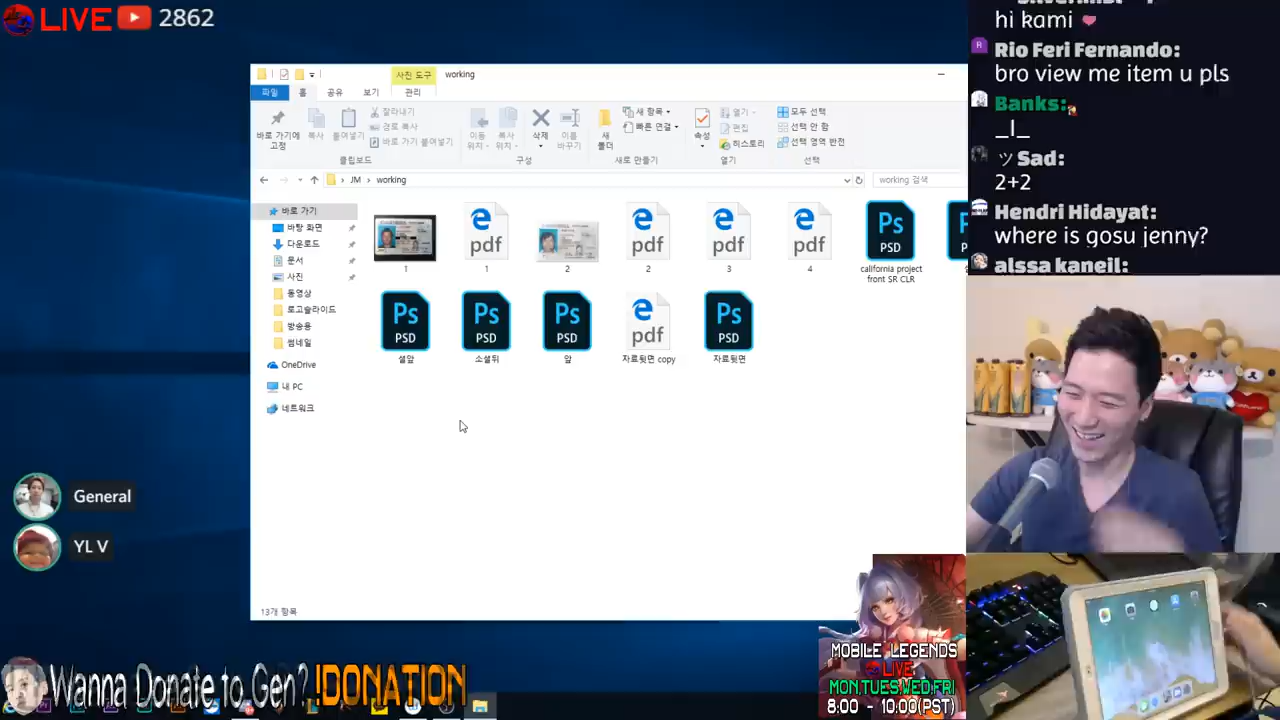 LIVE 2862
사진 도구
working
파일
홈
공유
보기
관리
바로 가기에
고정
복사
붙여넣기
잘라내기
경로 복사
바로 가기 붙여넣기
클립보드
이동
위치
복사
위치
삭제
이름
바꾸기
구성
새
폴더
새 항목
빠른 연결
새로 만들기
속성
열기
편집
히스토리
열기
모두 선택
선택 안 함
선택 영역 반전
선택
JM
working
working 검색
바로 가기
바탕 화면
다운로드
문서
사진
동영상
로고슬라이드
방송용
썸네일
OneDrive
내 PC
네트워크
1
pdf
1
2
pdf
2
pdf
3
pdf
4
PSD
california project
front SR CLR
Ps
PSD
셜앞
Ps
PSD
소셜뒤
Ps
PSD
앞
pdf
자료뒷면 copy
Ps
PSD
자료뒷면
13개 항목
General
YL V
Wanna Donate to Gen? !DONATION
MOBILE LEGENDS
LIVE
MON.TUES.WED.FRI
8:00 - 10:00(PST)
hi kami
Rio Feri Fernando:
bro view me item u pls
Banks:
_|_
ッSad:
2+2
Hendri Hidayat:
where is gosu jenny?
alssa kaneil: